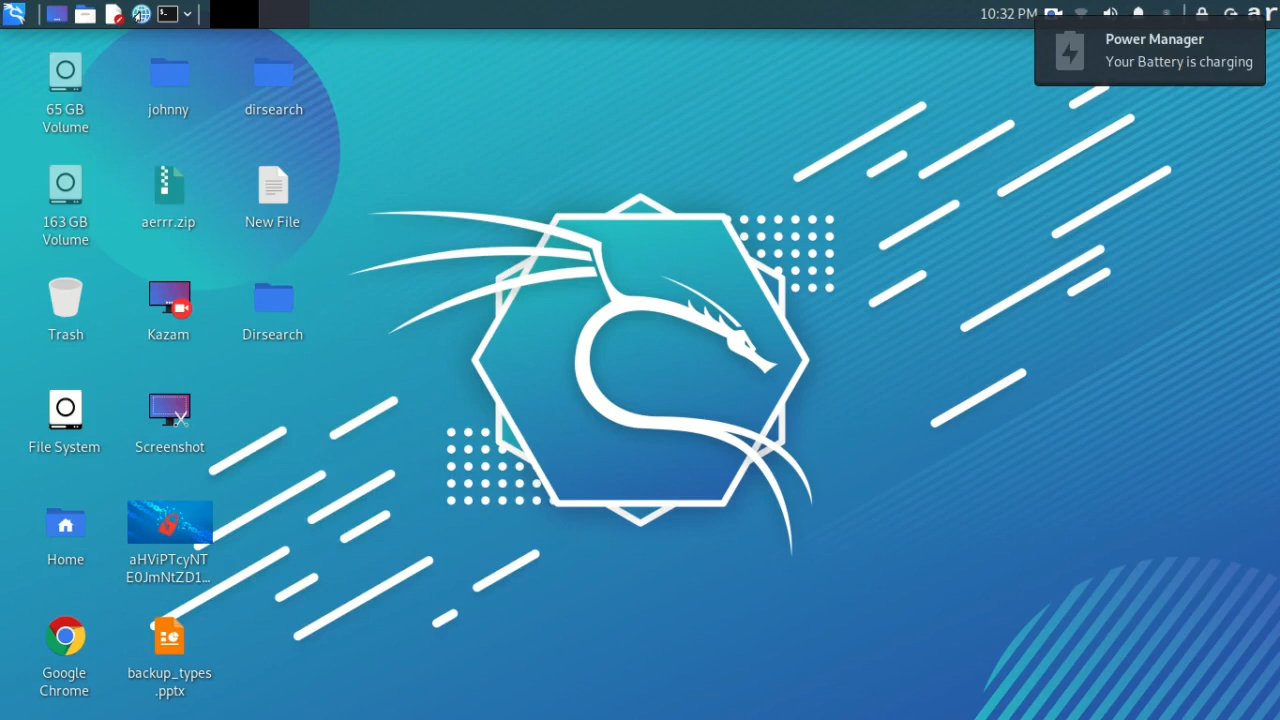 10:32 PM
ar
Power Manager
Your Battery is charging
65 GB
Volume
johnny
dirsearch
163 GB
Volume
aerrr.zip
New File
Trash
Kazam
Dirsearch
File System
Screenshot
Home
aHViPTcyNT
E0JmNtZD1...
Google
Chrome
backup_types
.pptx